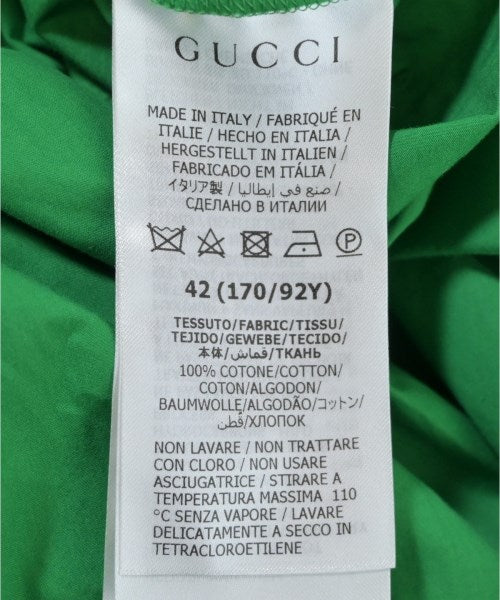 GUCCI
MADE IN ITALY / FABRIQUÉ EN
ITALIE / HECHO EN ITALIA /
HERGESTELLT IN ITALIEN /
FABRICADO EM ITÁLIA /
イタリア製 / صنع في إيطاليا /
СДЕЛАНО В ИТАЛИИ
P
42 (170/92Y)
TESSUTO/FABRIC/TISSU/
TEJIDO/GEWEBE/TECIDO/
本体/قماش/ТКАНЬ
100% COTONE/COTTON/
COTON/ALGODON/
BAUMWOLLE/ALGODÃO/コットン/
قطن/ХЛОПОК
NON LAVARE / NON TRATTARE
CON CLORO / NON USARE
ASCIUGATRICE / STIRARE A
TEMPERATURA MASSIMA 110
°C SENZA VAPORE / LAVARE
DELICATAMENTE A SECCO IN
TETRACLOROETILENE